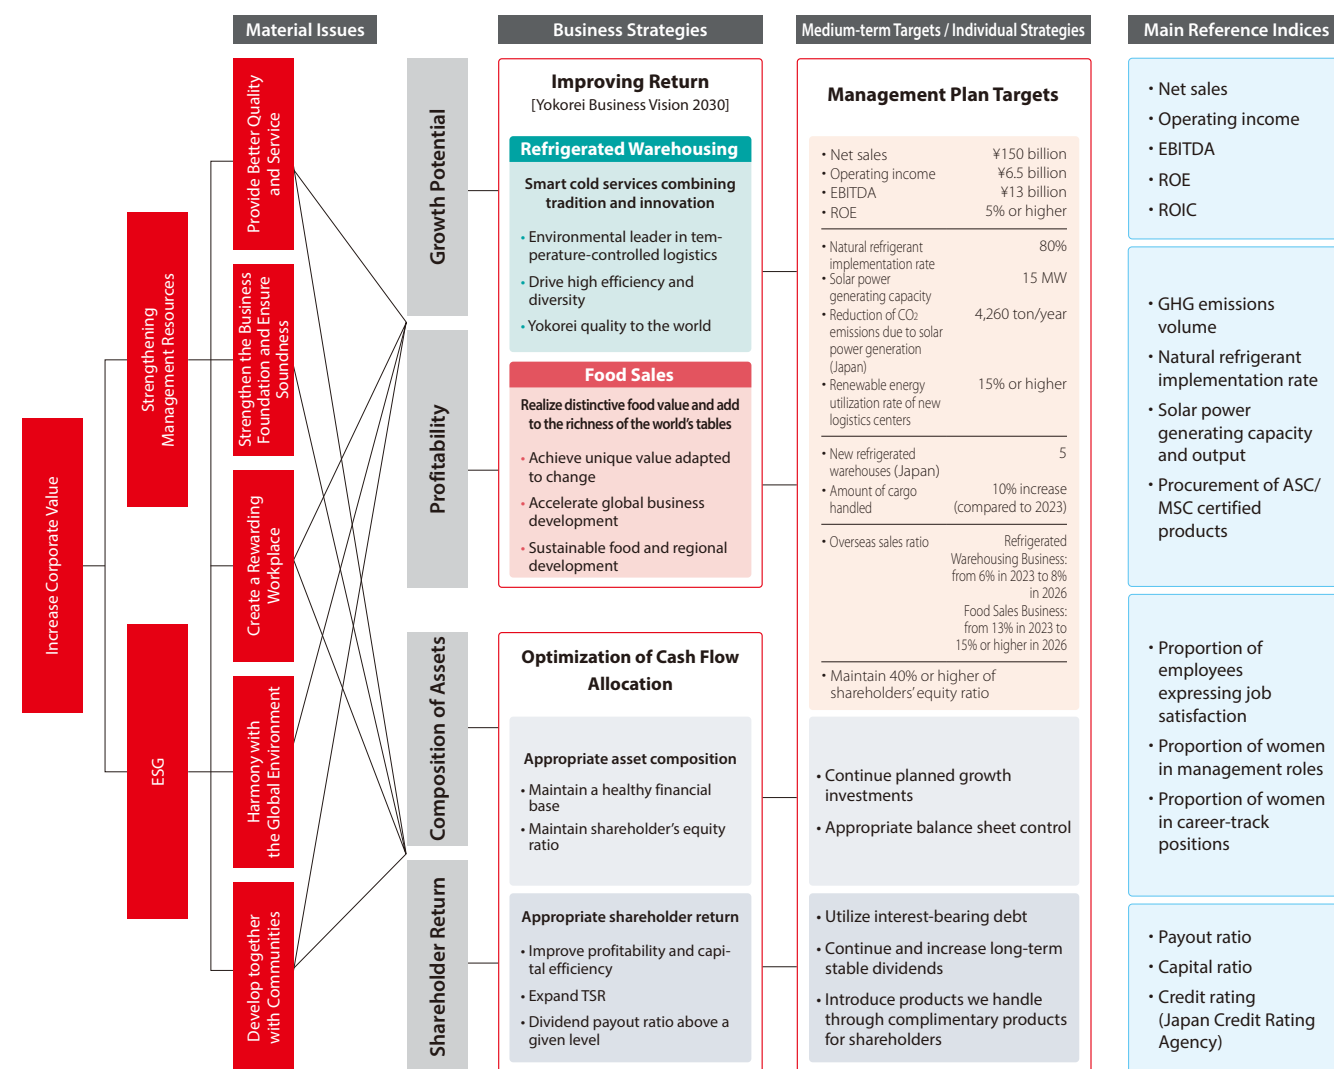 Material Issues
Business Strategies
Medium-term Targets / Individual Strategies
Main Reference Indices
Increase Corporate Value
Strengthening
Management Resources
ESG
Provide Better Quality
and Service
Strengthen the Business
Foundation and Ensure
Soundness
Create a Rewarding
Workplace
Harmony with
the Global Environment
Develop together
with Communities
Growth Potential
Profitability
Composition of Assets
Shareholder Return
Improving Return
[Yokorei Business Vision 2030]
Refrigerated Warehousing
Smart cold services combining
tradition and innovation
• Environmental leader in tem-
perature-controlled logistics
• Drive high efficiency and
diversity
• Yokorei quality to the world
Food Sales
Realize distinctive food value and add
to the richness of the world's tables
• Achieve unique value adapted
to change
• Accelerate global business
development
• Sustainable food and regional
development
Optimization of Cash Flow
Allocation
Appropriate asset composition
• Maintain a healthy financial
base
• Maintain shareholder's equity
ratio
Appropriate shareholder return
• Improve profitability and capi-
tal efficiency
• Expand TSR
• Dividend payout ratio above a
given level
Management Plan Targets
• Net sales ¥150 billion
• Operating income ¥6.5 billion
• EBITDA ¥13 billion
• ROE 5% or higher
• Natural refrigerant 80%
implementation rate
• Solar power 15 MW
generating capacity
• Reduction of CO2 4,260 ton/year
emissions due to solar
power generation
(Japan)
• Renewable energy 15% or higher
utilization rate of new
logistics centers
• New refrigerated 5
warehouses (Japan)
• Amount of cargo 10% increase
handled (compared to 2023)
• Overseas sales ratio Refrigerated
Warehousing Business:
from 6% in 2023 to 8%
in 2026
Food Sales Business:
from 13% in 2023 to
15% or higher in 2026
• Maintain 40% or higher of
shareholders' equity ratio
• Continue planned growth
investments
• Appropriate balance sheet control
• Utilize interest-bearing debt
• Continue and increase long-term
stable dividends
• Introduce products we handle
through complimentary products
for shareholders
• Net sales
• Operating income
• EBITDA
• ROE
• ROIC
• GHG emissions
volume
• Natural refrigerant
implementation rate
• Solar power
generating capacity
and output
• Procurement of ASC/
MSC certified
products
• Proportion of
employees
expressing job
satisfaction
• Proportion of women
in management roles
• Proportion of women
in career-track
positions
• Payout ratio
• Capital ratio
• Credit rating
(Japan Credit Rating
Agency)